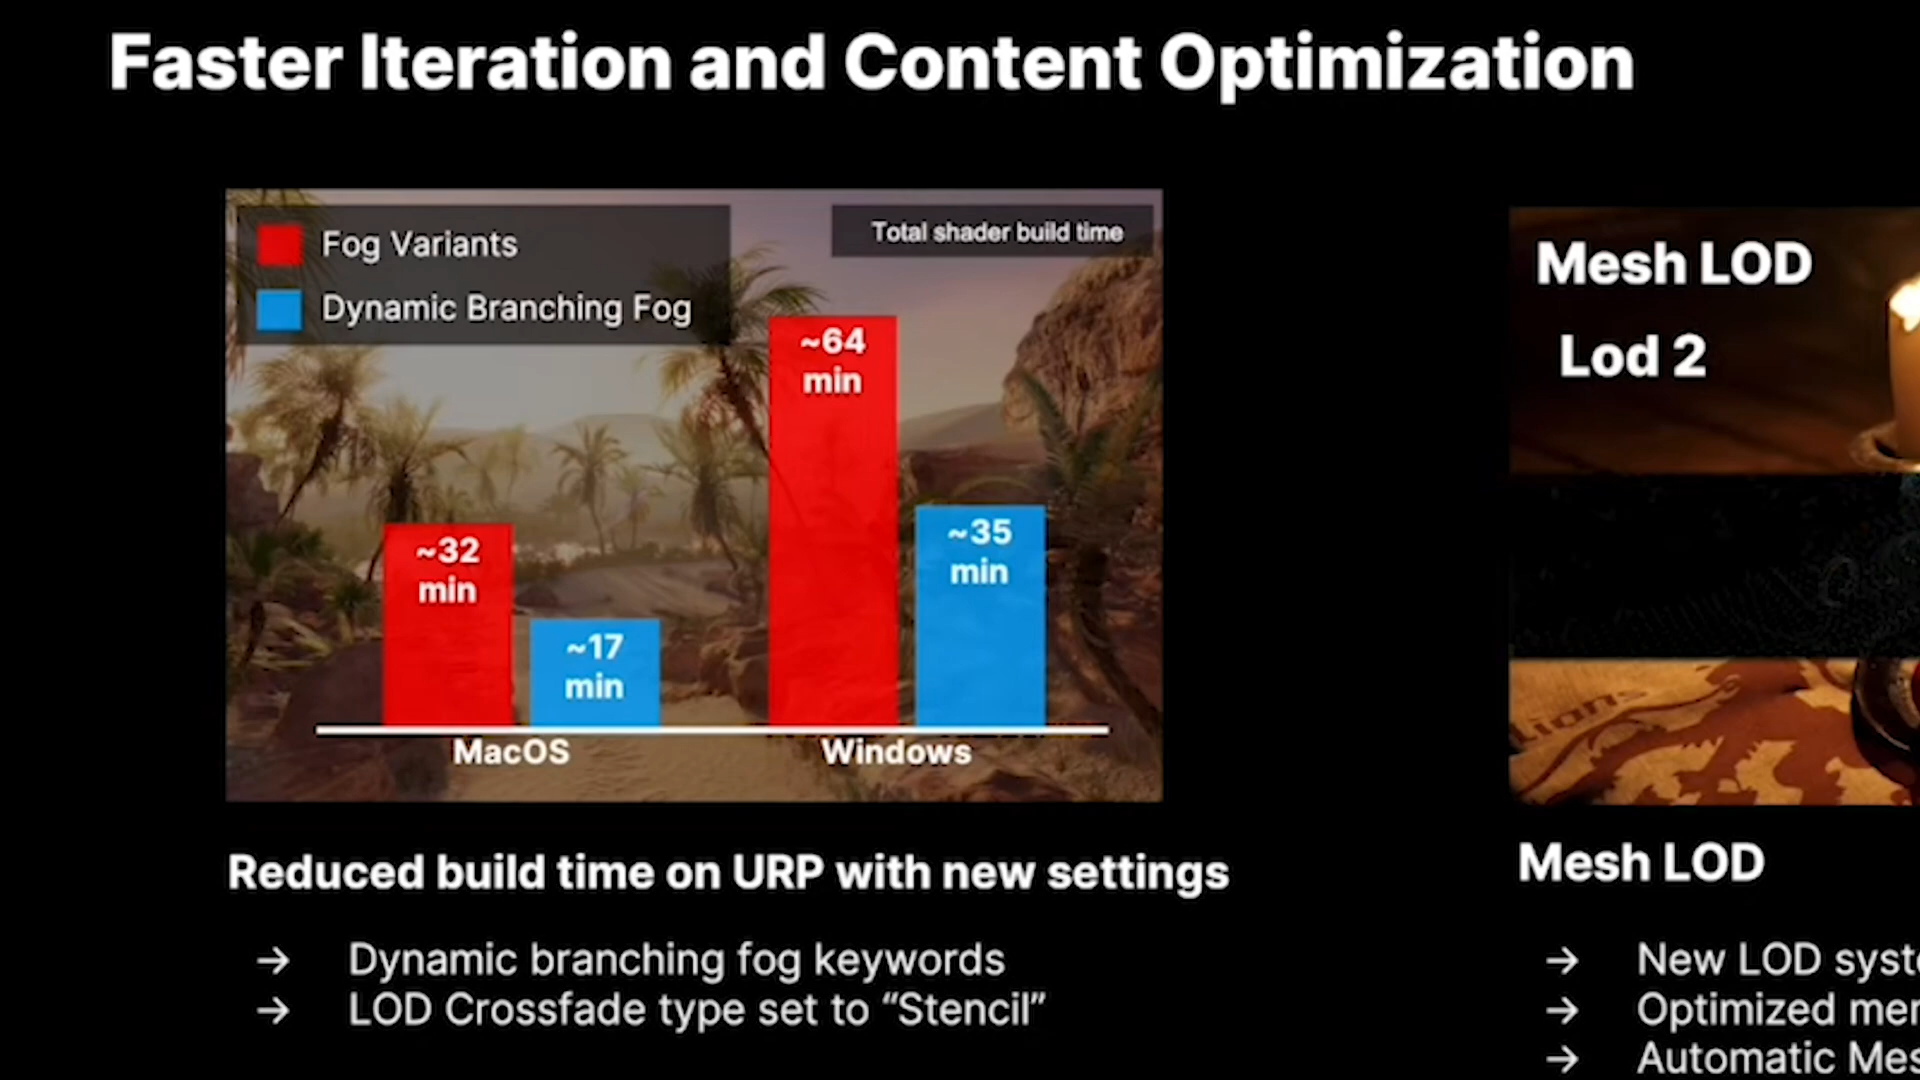 Faster Iteration and Content Optimization
Fog Variants
Dynamic Branching Fog
Total shader build time
~64
min
~32
min
~17
min
~35
min
MacOS
Windows
Reduced build time on URP with new settings
→ Dynamic branching fog keywords
→ LOD Crossfade type set to “Stencil”
Mesh LOD
Lod 2
Mesh LOD
→ New LOD
→ Optimized
→ Automatic